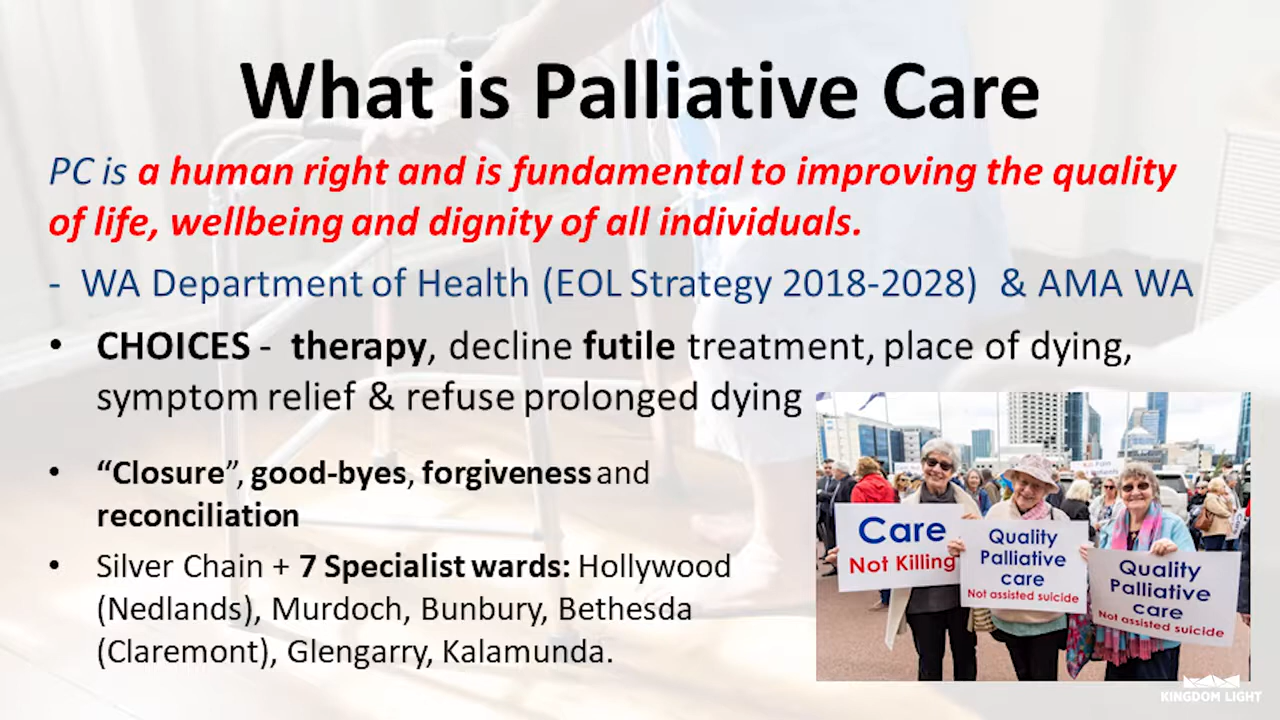 What is Palliative Care
PC is a human right and is fundamental to improving the quality
of life, wellbeing and dignity of all individuals.
- WA Department of Health (EOL Strategy 2018-2028) & AMA WA
• CHOICES - therapy, decline futile treatment, place of dying,
symptom relief & refuse prolonged dying
• “Closure”, good-byes, forgiveness and
reconciliation
• Silver Chain + 7 Specialist wards: Hollywood
(Nedlands), Murdoch, Bunbury, Bethesda
(Claremont), Glengarry, Kalamunda.
Care
Not Killing
Quality
Palliative
care
Not assisted suicide
Quality
Palliative
care
Not assisted suicide
KINGDOM LIGHT